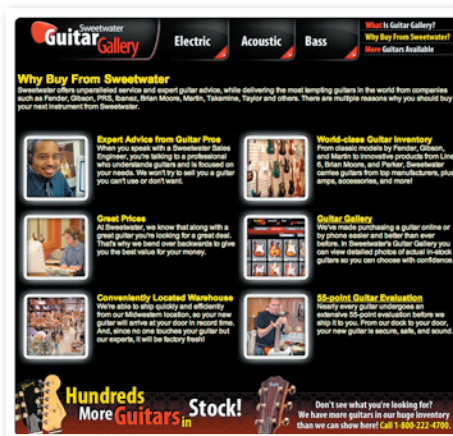 Sweetwater
Guitar Gallery
Electric
Acoustic
Bass
What Is Guitar Gallery?
Why Buy From Sweetwater?
More Guitars Available
Why Buy From Sweetwater
Sweetwater offers unparalleled service and expert guitar advice, while delivering the most tempting guitars in the world from companies
such as Fender, Gibson, PRS, Ibanez, Brian Moore, Martin, Takamine, Taylor and others. There are multiple reasons why you should buy
your next instrument from Sweetwater.
Expert Advice from Guitar Pros
When you speak with a Sweetwater Sales
Engineer, you're talking to a professional
who understands guitars and is focused on
your needs. We won't try to sell you a guitar
you can't use or don't want.
World-class Guitar Inventory
From classic models by Fender, Gibson,
and Martin to innovative products from Line
6, Brian Moore, and Parker, Sweetwater
carries guitars from top manufacturers, plus
amps, accessories, and more!
Great Prices
At Sweetwater, we know that along with a
great guitar you're looking for a great deal.
That's why we bend over backwards to give
you the best value for your money.
Guitar Gallery
We've made purchasing a guitar online or
by phone easier and better than ever
before. In Sweetwater's Guitar Gallery you
can view detailed photos of actual in-stock
guitars so you can choose with confidence.
Conveniently Located Warehouse
We're able to ship quickly and efficiently
from our Midwestern location, so your new
guitar will arrive at your door in record time.
And, since no one touches your guitar but
our experts, it will be factory fresh!
55-point Guitar Evaluation
Nearly every guitar undergoes an
extensive 55-point evaluation before we
ship it to you. From our dock to your door,
your new guitar is secure, safe, and sound.
Hundreds
More Guitars in Stock!
Don't see what you're looking for?
We have more guitars in our huge inventory
than we can show here! Call 1-800-222-4700.